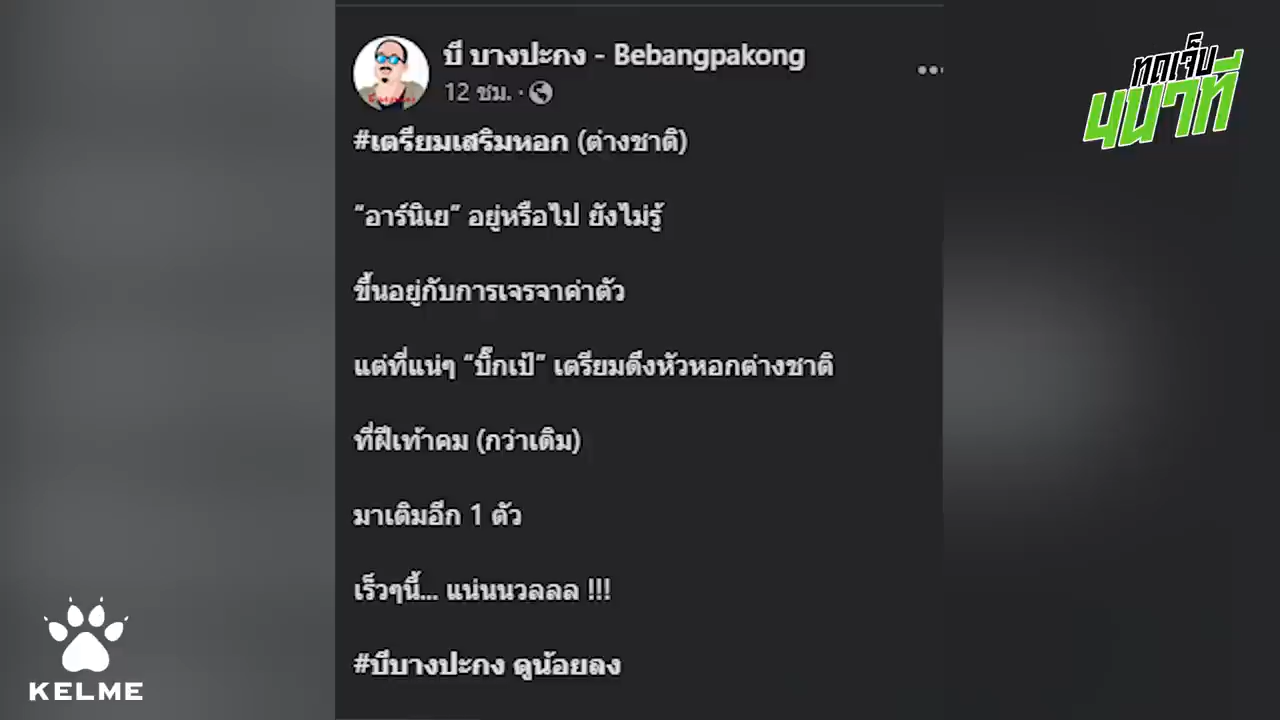 บี บางปะกง - Bebangpakong
12 ชม. ·
#เตรียมเสริมหอก (ต่างชาติ)
“อาร์นิเย” อยู่หรือไป ยังไม่รู้
ขึ้นอยู่กับการเจรจาค่าตัว
แต่ที่แน่ๆ “บิ๊กเป้” เตรียมดึงหัวหอกต่างชาติ
ที่ฝีเท้าคม (กว่าเดิม)
มาเติมอีก 1 ตัว
เร็วๆนี้... แน่นนวลลล !!!
#บีบางปะกง ดูน้อยลง
ทดเจ็บ
4นาที
KELME